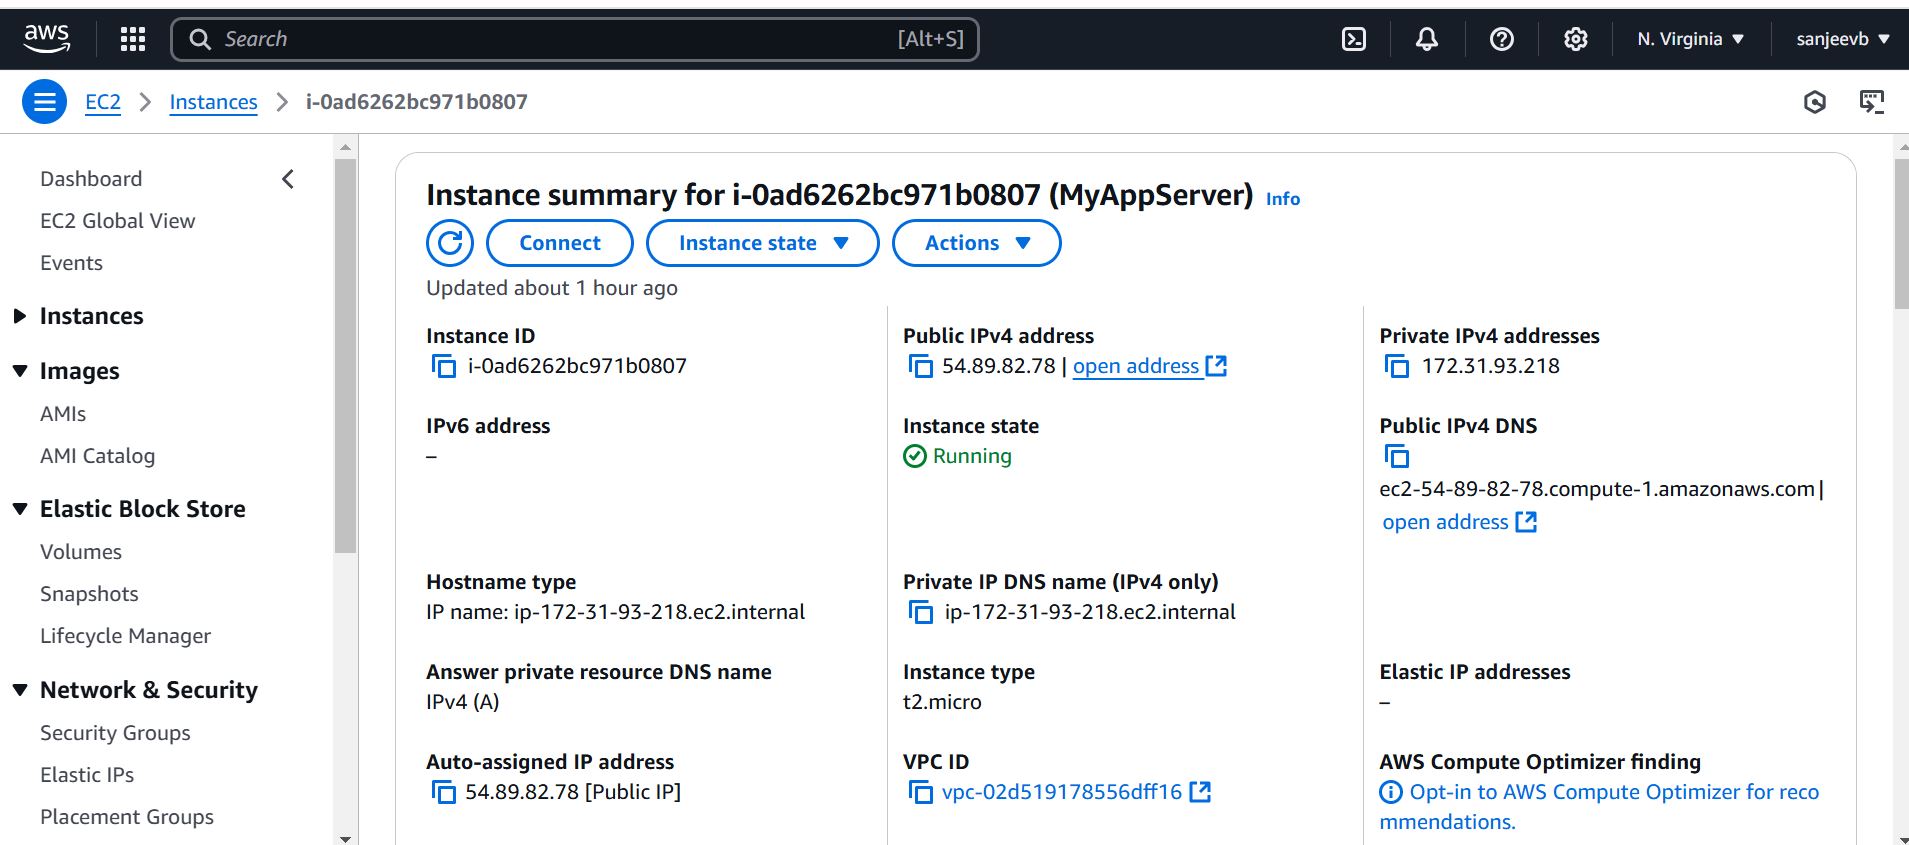 aws
Search [Alt+S]
N. Virginia
sanjeevb
EC2 Instances i-0ad6262bc971b0807
Dashboard
EC2 Global View
Events
Instances
Images
AMIs
AMI Catalog
Elastic Block Store
Volumes
Snapshots
Lifecycle Manager
Network & Security
Security Groups
Elastic IPs
Placement Groups
Instance summary for i-0ad6262bc971b0807 (MyAppServer) Info
Connect
Instance state
Actions
Updated about 1 hour ago
Instance ID
i-0ad6262bc971b0807
Public IPv4 address
54.89.82.78 | open address
Private IPv4 addresses
172.31.93.218
IPv6 address
–
Instance state
Running
Public IPv4 DNS
ec2-54-89-82-78.compute-1.amazonaws.com |
open address
Hostname type
IP name: ip-172-31-93-218.ec2.internal
Private IP DNS name (IPv4 only)
ip-172-31-93-218.ec2.internal
Answer private resource DNS name
IPv4 (A)
Instance type
t2.micro
Elastic IP addresses
–
Auto-assigned IP address
54.89.82.78 [Public IP]
VPC ID
vpc-02d519178556dff16
AWS Compute Optimizer finding
Opt-in to AWS Compute Optimizer for reco
mmendations.